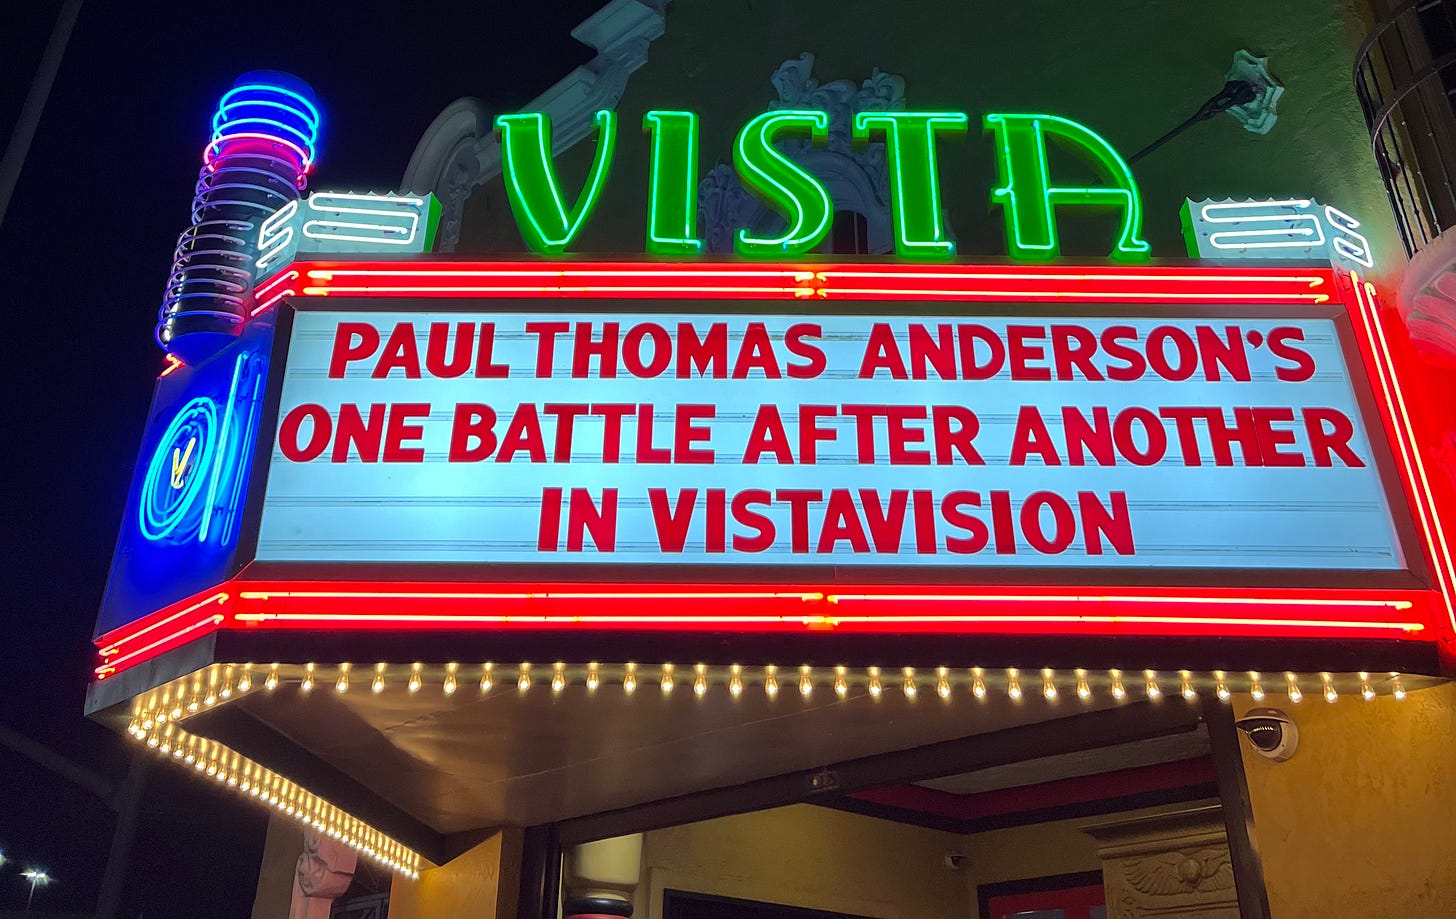 VISTA
PAUL THOMAS ANDERSON'S
ONE BATTLE AFTER ANOTHER
IN VISTAVISION
V